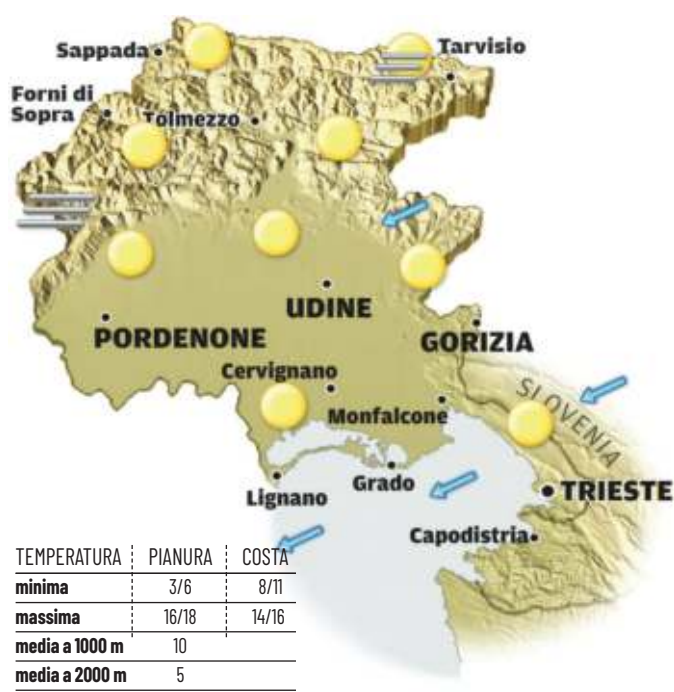 Sappada
Tarvisio
Forni di
Sopra
Tolmezzo
UDINE
PORDENONE
GORIZIA
Cervignano
SLOVENIA
Monfalcone
Grado
Lignano
TRIESTE
Capodistria
TEMPERATURA PIANURA COSTA
minima 3/6 8/11
massima 16/18 14/16
media a 1000 m 10
media a 2000 m 5